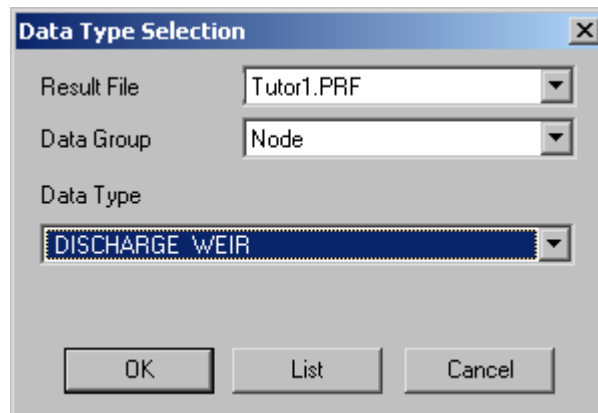 Data Type Selection
Result File Tutor1.PRF
Data Group Node
Data Type
DISCHARGE WEIR
OK List Cancel